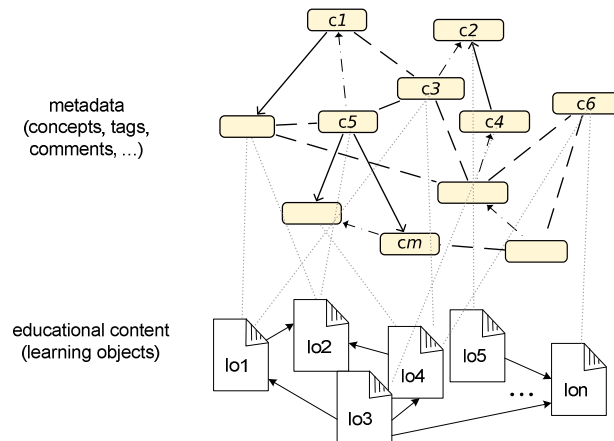 c1
c2
c3
c6
metadata
(concepts, tags,
comments, ...)
c5
c4
cm
educational content
(learning objects)
lo1
lo2
lo4
lo5
lo3
...
lon